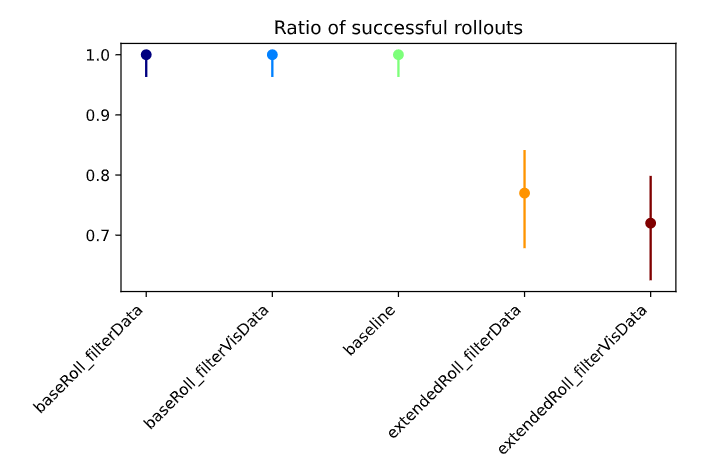 Ratio of successful rollouts
1.0
0.9
0.8
0.7
baseRoll_filterData
baseRoll_filterVisData
baseline
extendedRoll_filterData
extendedRoll_filterVisData